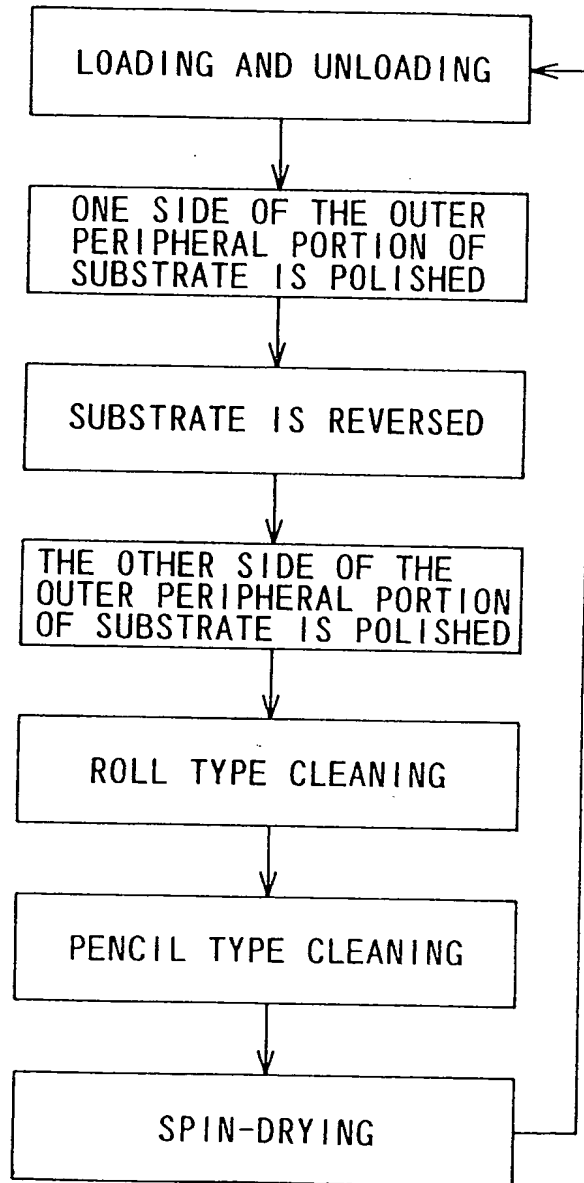 LOADING AND UNLOADING
ONE SIDE OF THE OUTER
PERIPHERAL PORTION OF
SUBSTRATE IS POLISHED
SUBSTRATE IS REVERSED
THE OTHER SIDE OF THE
OUTER PERIPHERAL PORTION
OF SUBSTRATE IS POLISHED
ROLL TYPE CLEANING
PENCIL TYPE CLEANING
SPIN-DRYING